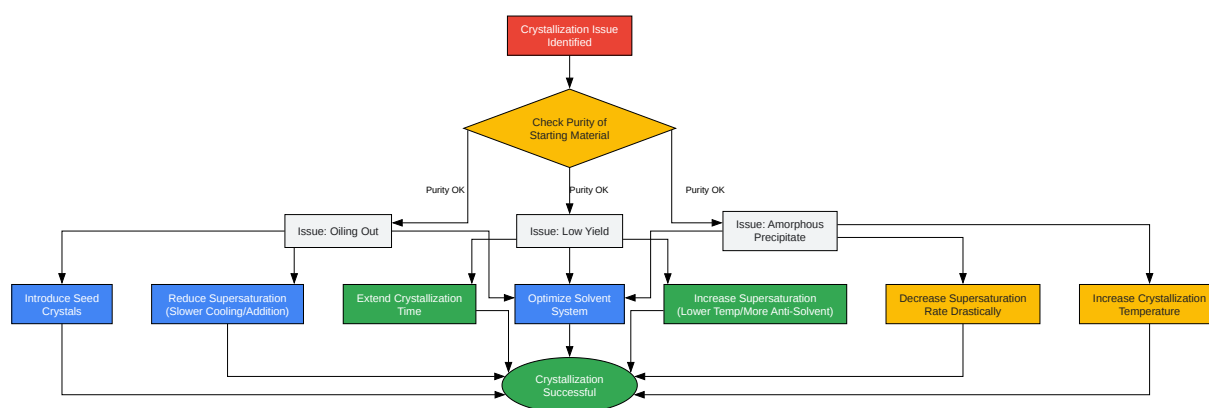 Crystallization Issue
Identified
Check Purity of
Starting Material
Purity OK
Purity OK
Purity OK
Issue: Oiling Out
Issue: Low Yield
Issue: Amorphous
Precipitate
Introduce Seed
Crystals
Reduce Supersaturation
(Slower Cooling/Addition)
Extend Crystallization
Time
Optimize Solvent
System
Increase Supersaturation
(Lower Temp/More Anti-Solvent)
Decrease Supersaturation
Rate Drastically
Increase Crystallization
Temperature
Crystallization
Successful